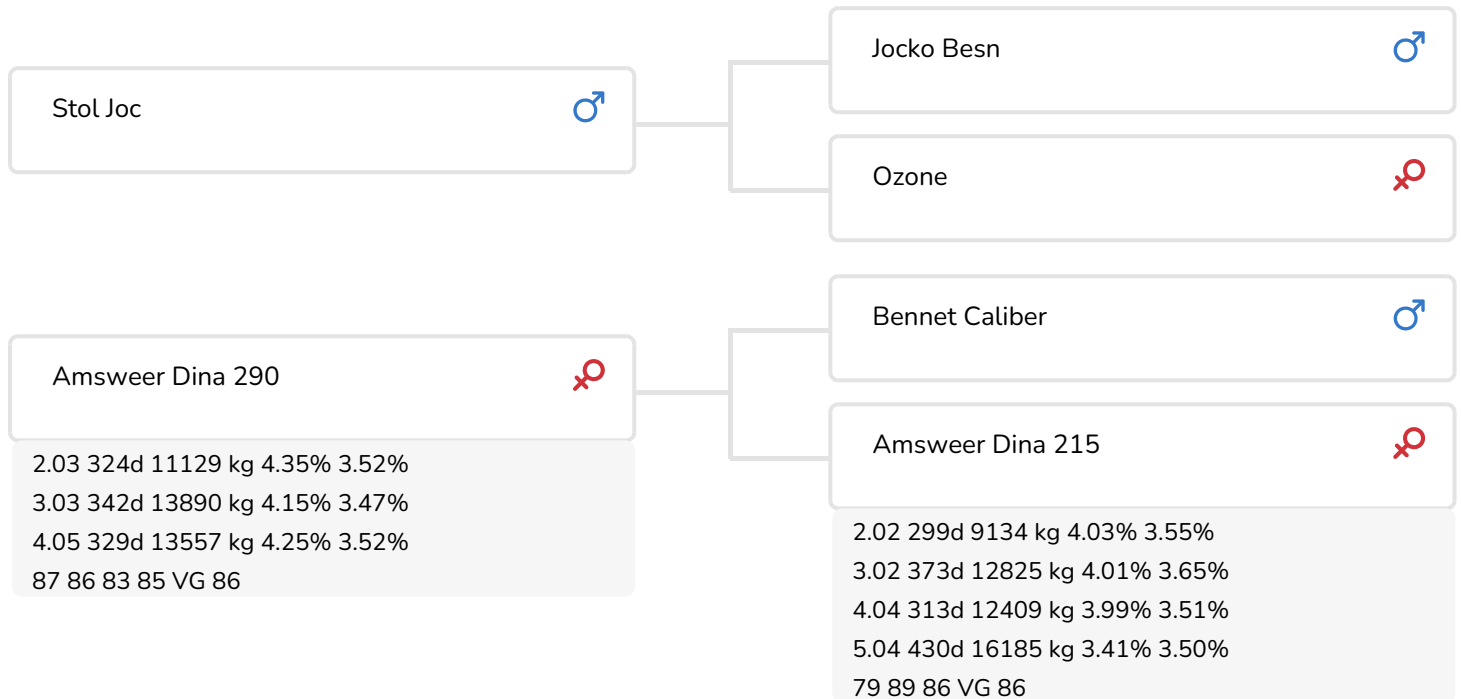 Stol Joc
Jocko Besn
Ozone
Amsweer Dina 290
2.03 324d 11129 kg 4.35% 3.52%
3.03 342d 13890 kg 4.15% 3.47%
4.05 329d 13557 kg 4.25% 3.52%
87 86 83 85 VG 86
Bennet Caliber
Amsweer Dina 215
2.02 299d 9134 kg 4.03% 3.55%
3.02 373d 12825 kg 4.01% 3.65%
4.04 313d 12409 kg 3.99% 3.51%
5.04 430d 16185 kg 3.41% 3.50%
79 89 86 VG 86